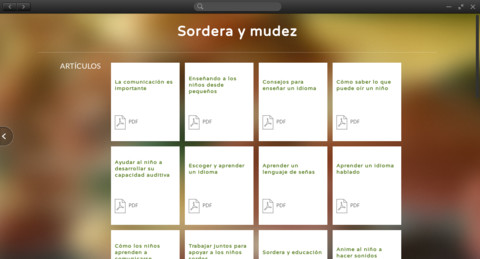 Sordera y mudez
ARTÍCULOS
La comunicación es
importante
PDF
Enseñando a los
niños desde
pequeños
PDF
Consejos para
enseñar un idioma
PDF
Cómo saber lo que
puede oír un niño
PDF
Ayudar al niño a
desarrollar su
capacidad auditiva
PDF
Escoger y aprender
un idioma
PDF
Aprender un
lenguaje de señas
PDF
Aprender un idioma
hablado
PDF
Cómo los niños
aprenden a
comunicarse
Trabajar juntos para
apoyar a los niños
sordos
Sordera y educación
Anime al niño a
hacer sonidos